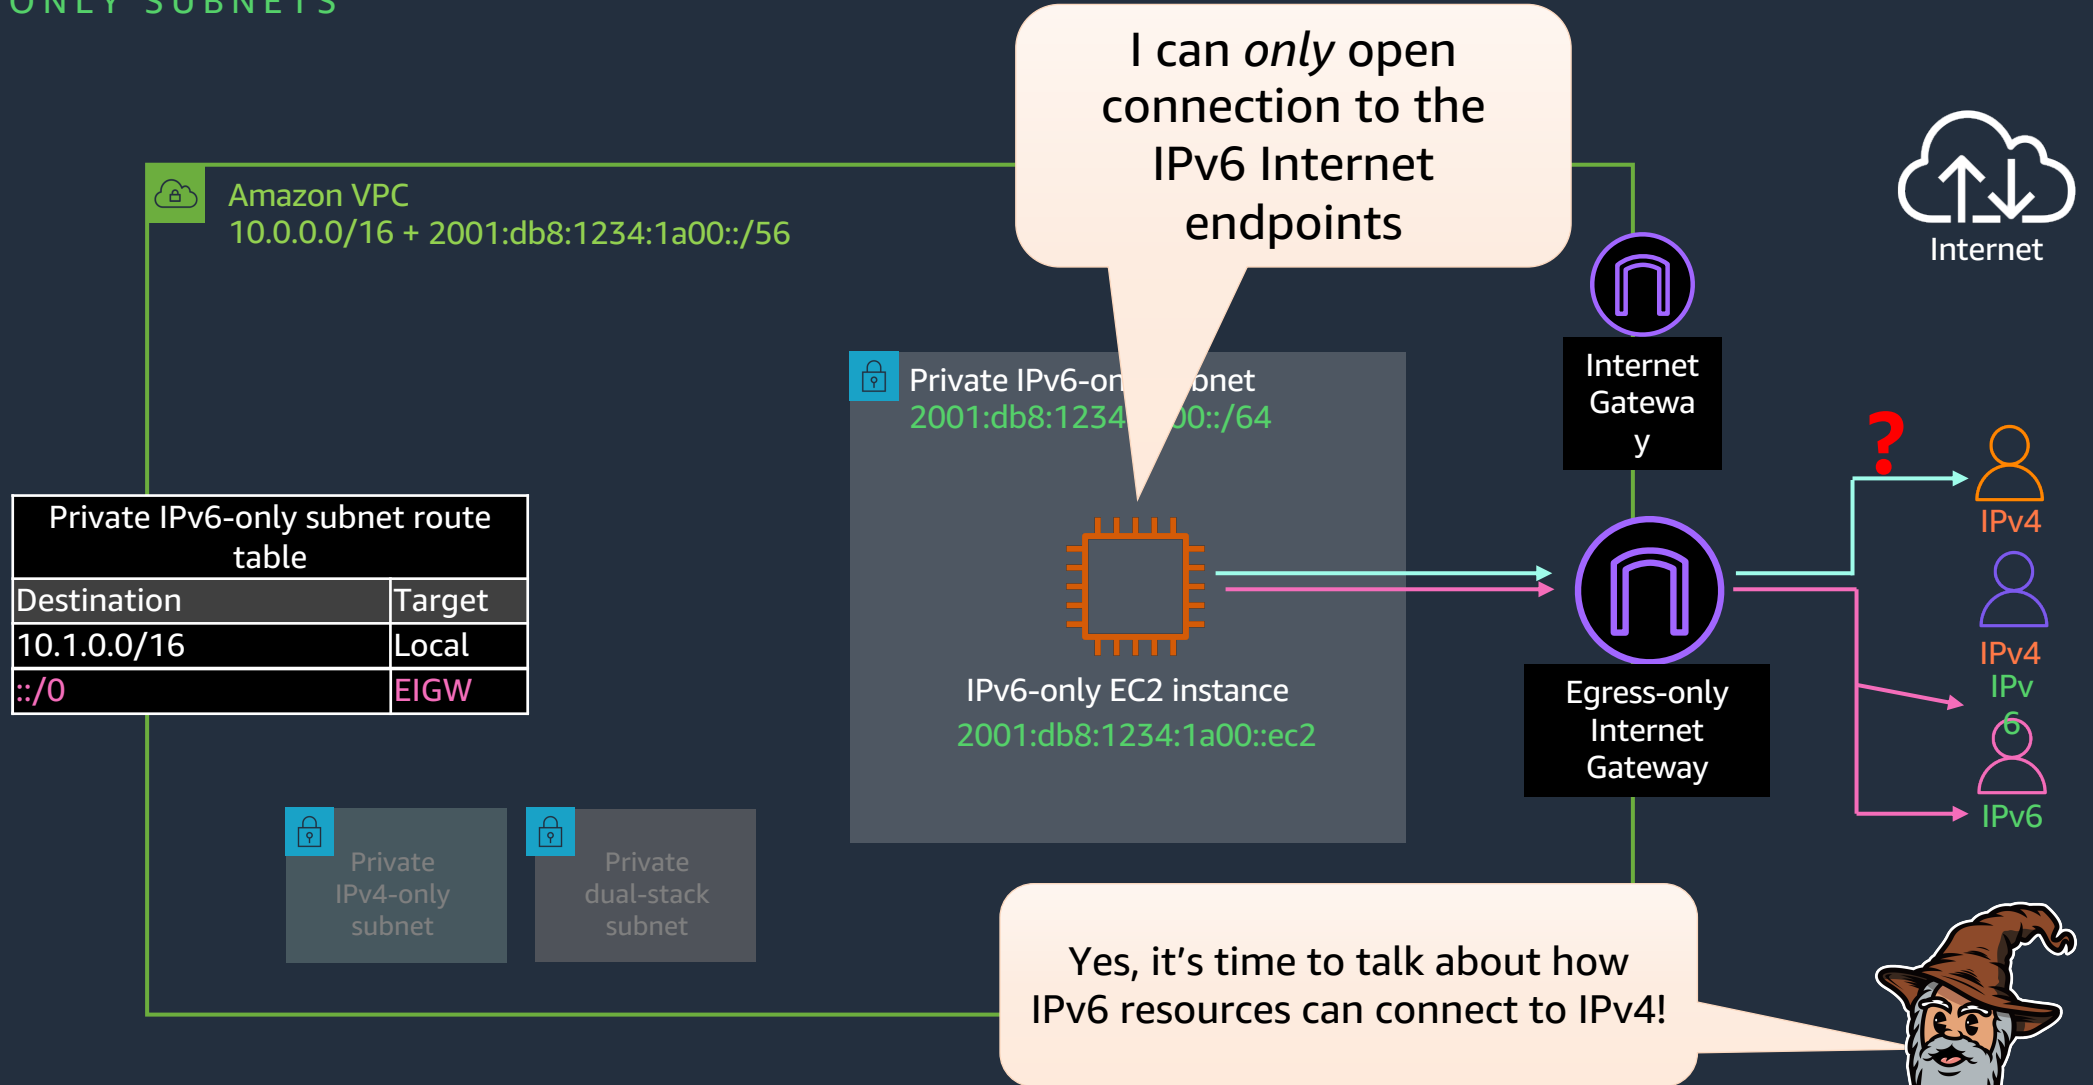 ONLY SUBNETS
I can only open
connection to the
IPv6 Internet
endpoints
Amazon VPC
10.0.0.0/16 + 2001:db8:1234:1a00::/56
Internet
Internet
Gatewa
y
Private IPv6-on bnet
2001:db8:1234 00::/64
?
IPv4
Private IPv6-only subnet route
table
Destination Target
10.1.0.0/16 Local
::/0 EIGW
IPv4
IPv
6
IPv6-only EC2 instance
2001:db8:1234:1a00::ec2
Egress-only
Internet
Gateway
IPv6
Private
IPv4-only
subnet
Private
dual-stack
subnet
Yes, it's time to talk about how
IPv6 resources can connect to IPv4!